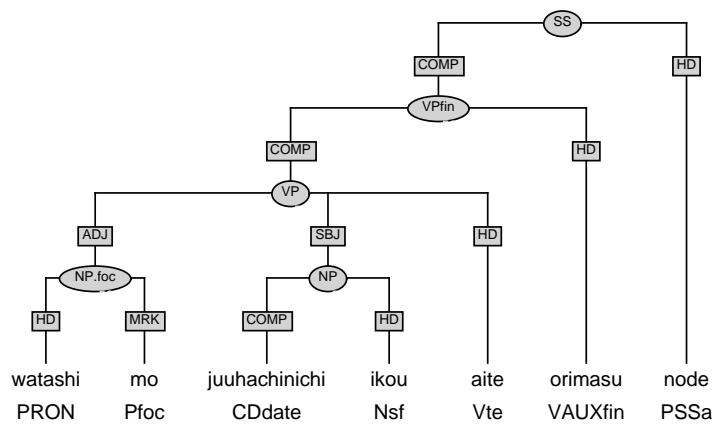 SS
COMP HD
VPfin
COMP HD
VP
ADJ SBJ HD
NP.foc NP
HD MRK COMP HD
watashi mo juuhachinichi ikou aite orimasu node
PRON Pfoc CDdate Nsf Vte VAUXfin PSSa